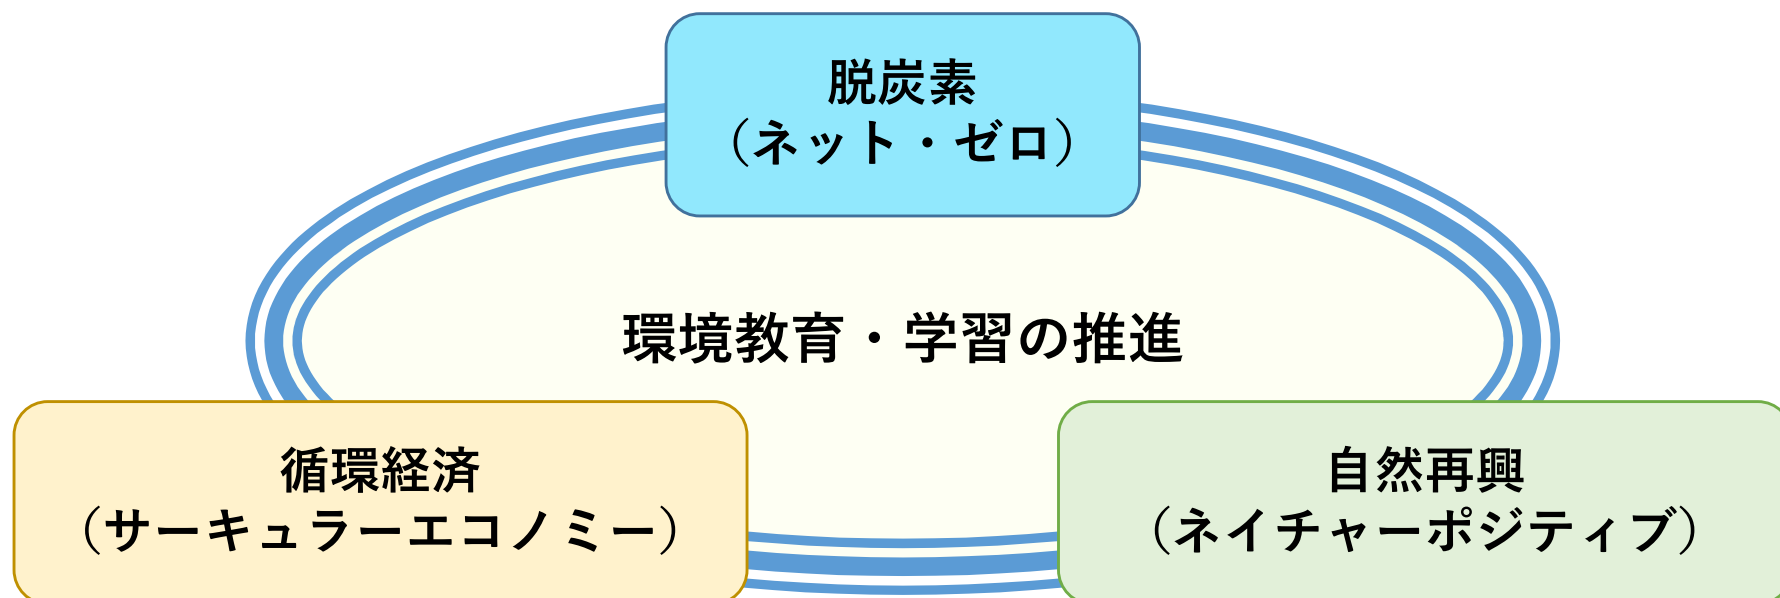 脱炭素
（ネット・ゼロ）
環境教育・学習の推進
循環経済
（サーキュラーエコノミー）
自然再興
（ネイチャーポジティブ）